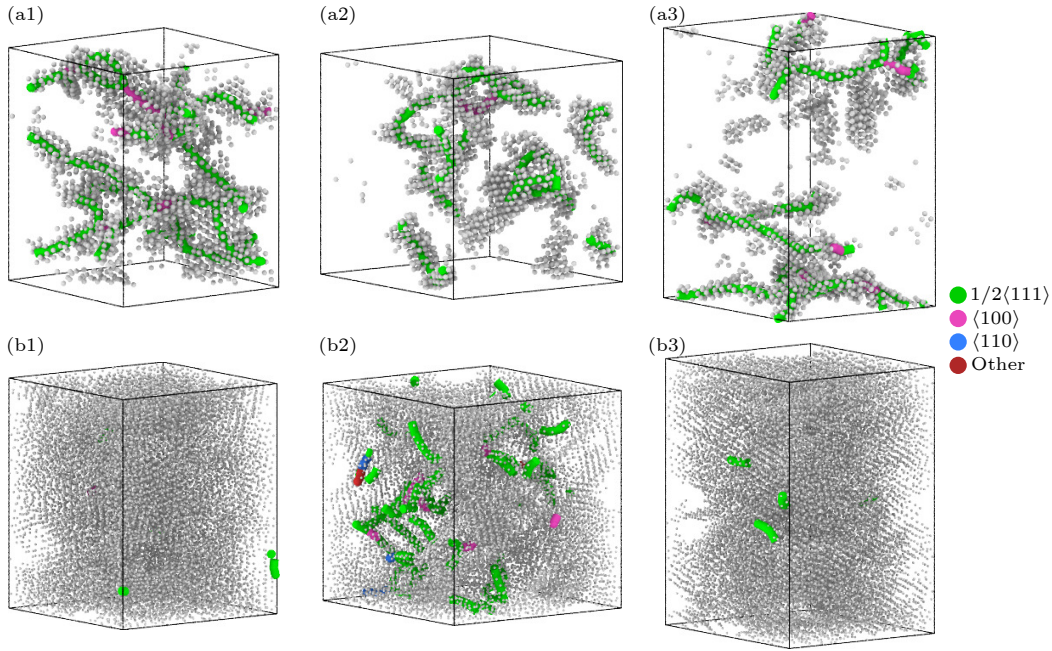 (a1)
(a2)
(a3)
1/2⟨111⟩
⟨100⟩
⟨110⟩
Other
(b1)
(b2)
(b3)